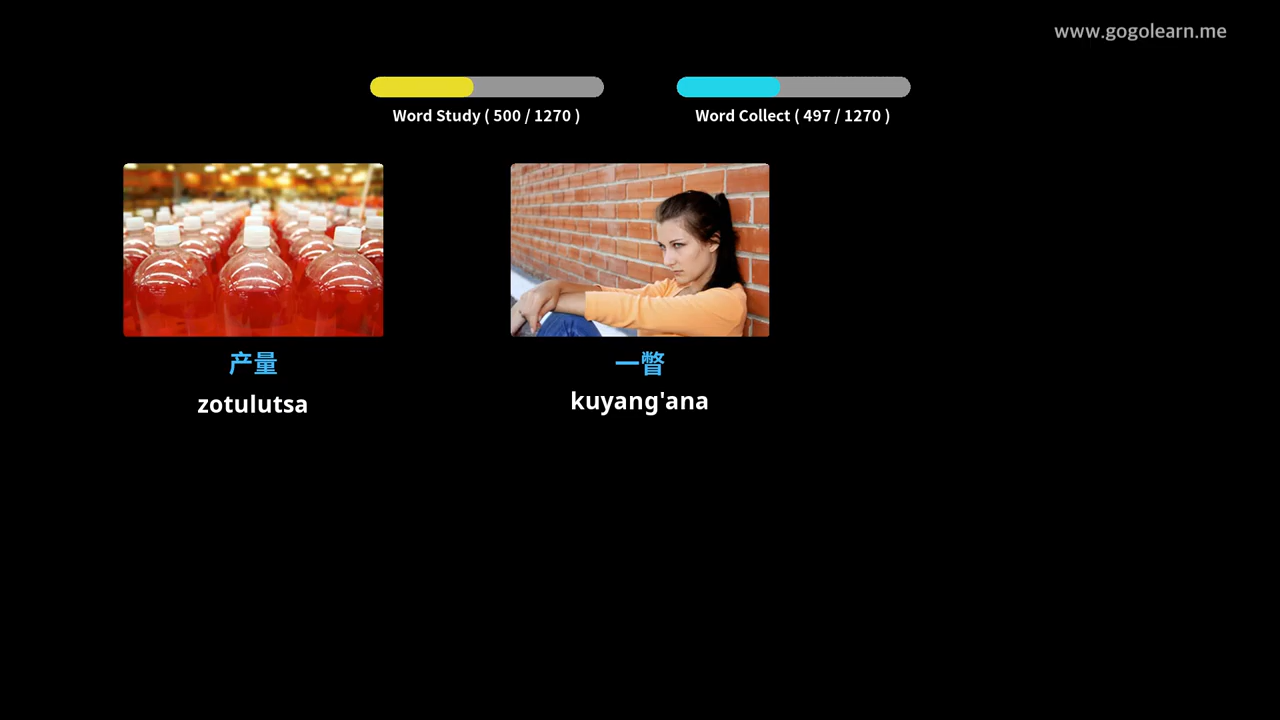 www.gogolearn.me
Word Study ( 500 / 1270 )
Word Collect ( 497 / 1270 )
产量
zotulutsa
一瞥
kuyang'ana